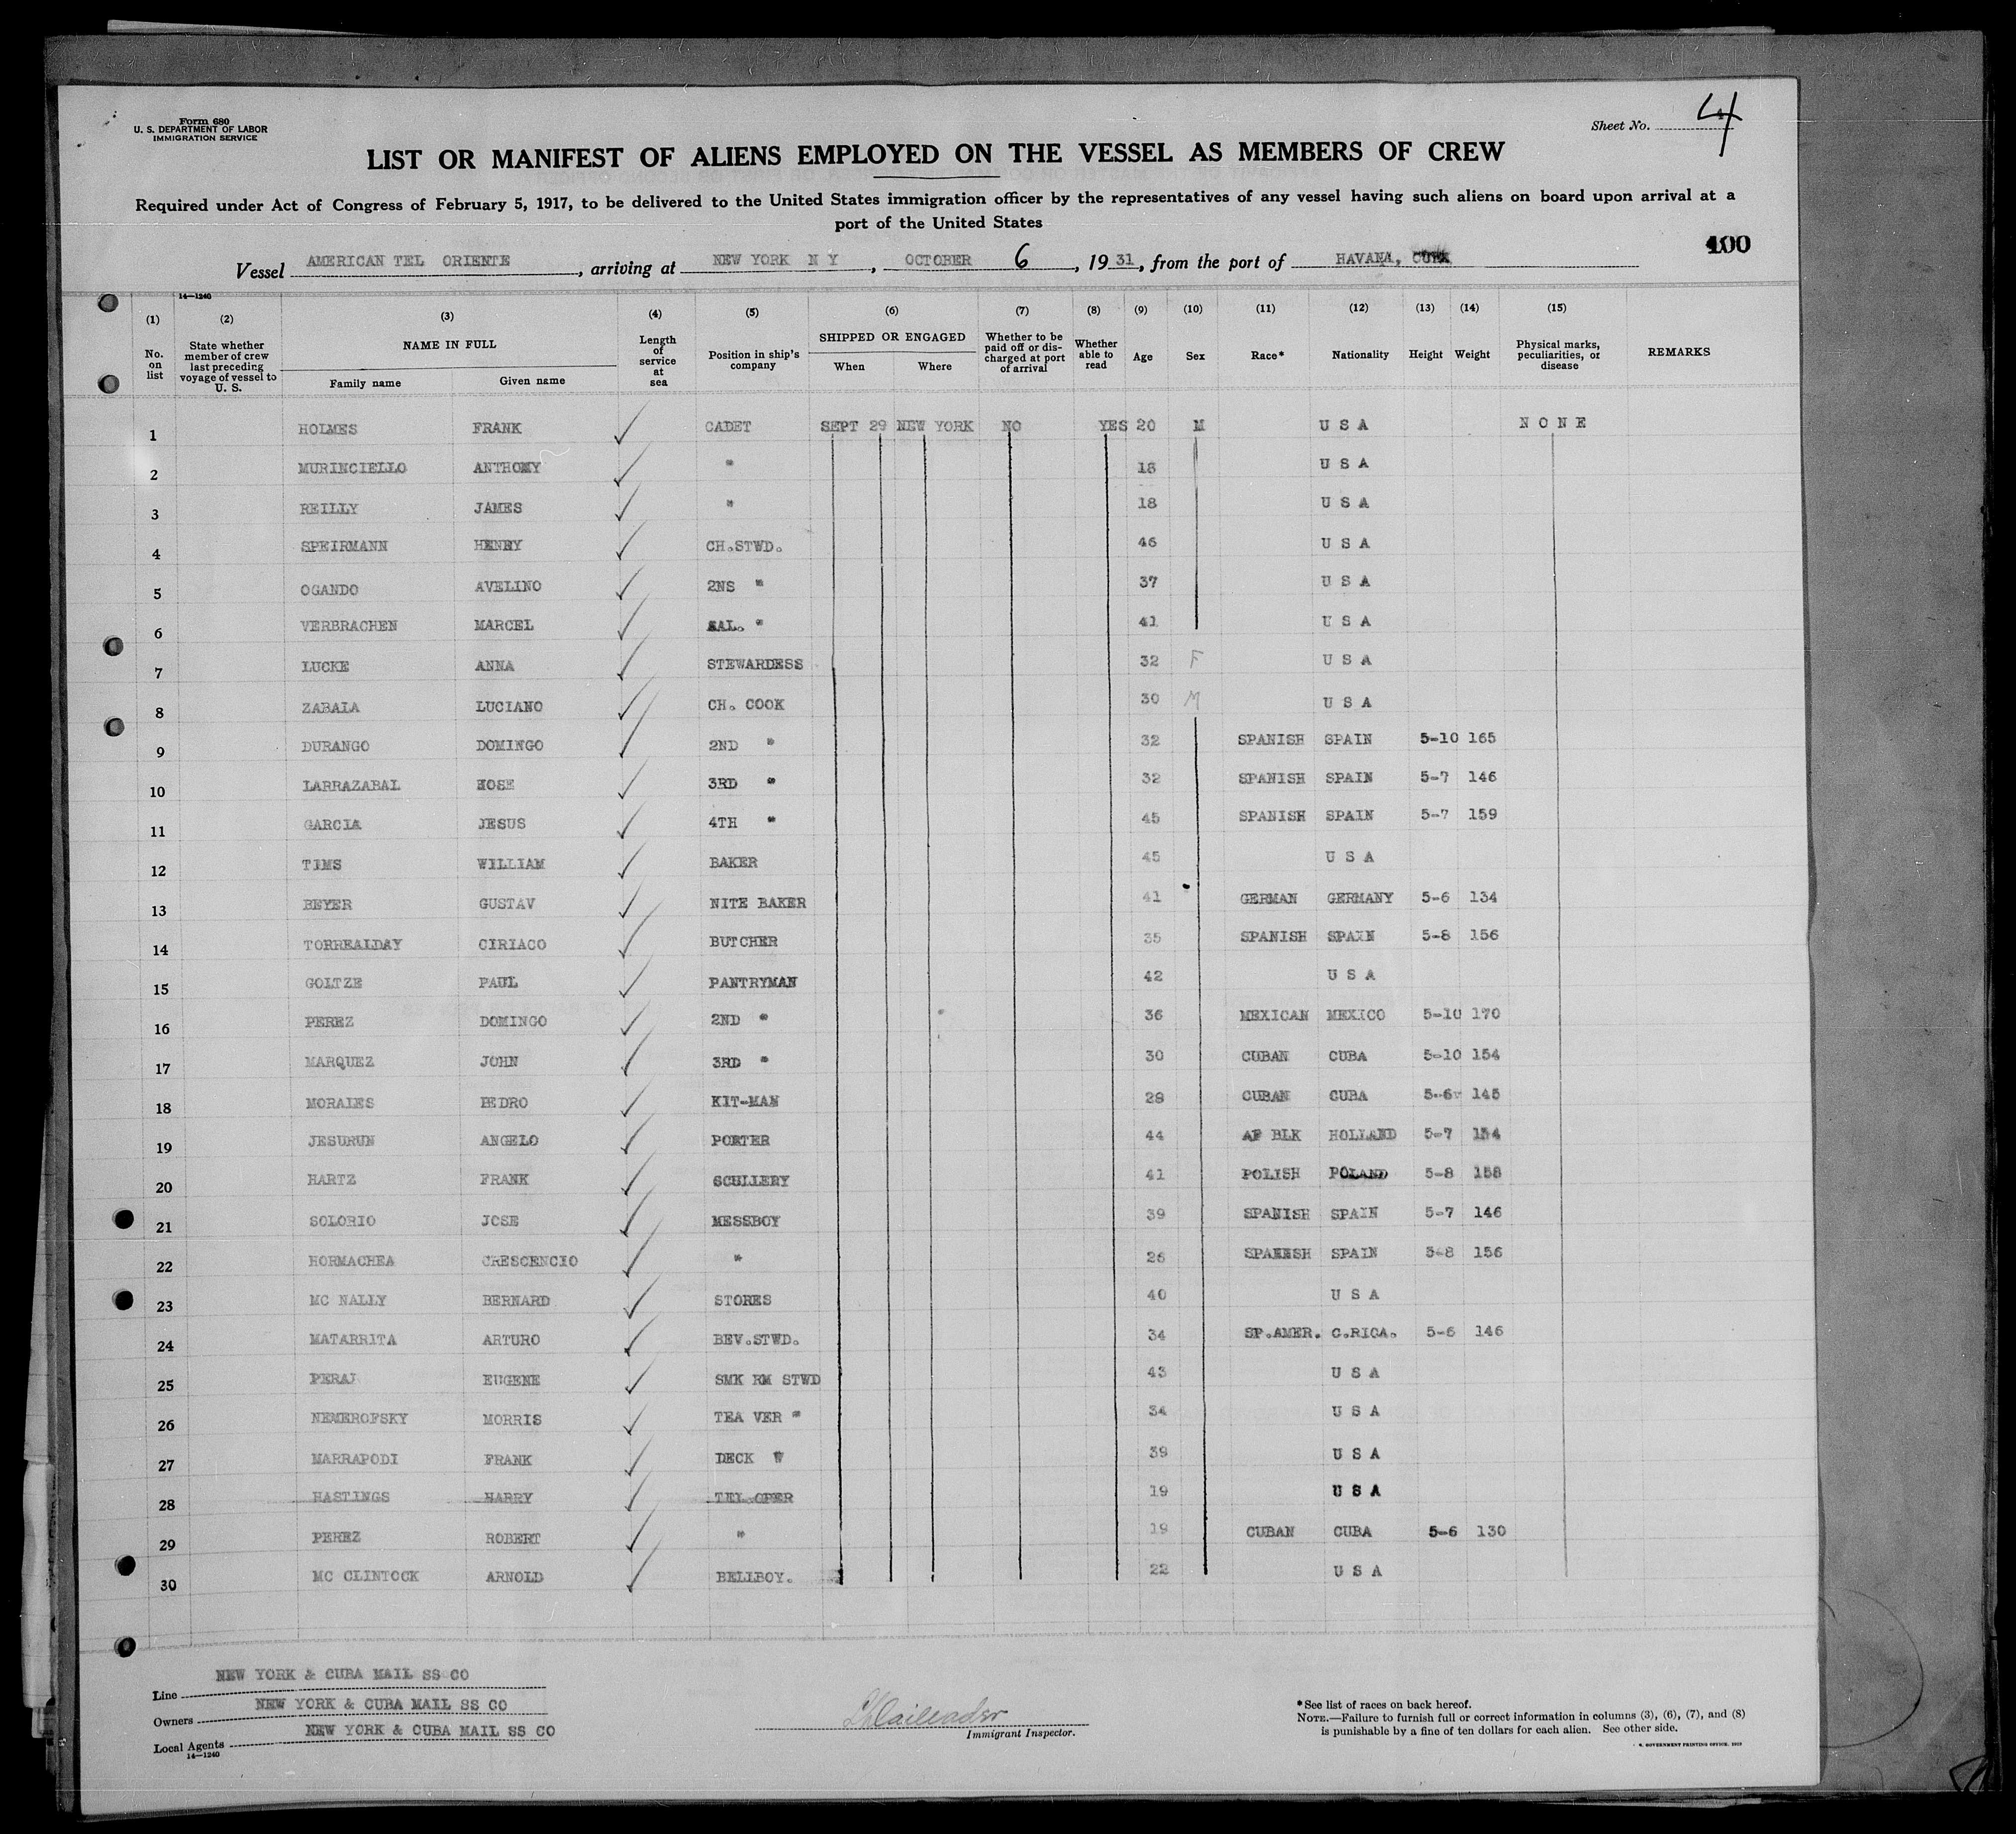 Form 680
U. S. DEPARTMENT OF LABOR
IMMIGRATION SERVICE
Sheet No. 4
LIST OR MANIFEST OF ALIENS EMPLOYED ON THE VESSEL AS MEMBERS OF CREW
Required under Act of Congress of February 5, 1917, to be delivered to the United States immigration officer by the representatives of any vessel having such aliens on board upon arrival at a
port of the United States
100
Vessel AMERICAN TEL ORIENTE, arriving at NEW YORK N Y, OCTOBER 6, 1931, from the port of HAVANA, CUBA
14—1240
(1) No. on list (2) State whether member of crew last preceding voyage of vessel to U. S. (3) NAME IN FULL Family name Given name (4) Length of service at sea (5) Position in ship's company (6) SHIPPED OR ENGAGED When Where (7) Whether to be paid off or discharged at port of arrival (8) Whether able to read (9) Age (10) Sex (11) Race* (12) Nationality (13) Height (14) Weight (15) Physical marks, peculiarities, or disease REMARKS
1 HOLMES FRANK CADET SEPT 29 NEW YORK NO YES 20 M U S A NONE
2 MURINCIELLO ANTHONY " 18 U S A
3 REILLY JAMES " 18 U S A
4 SPEIRMANN HENRY CH.STWD. 46 U S A
5 OGANDO AVELINO 2NS " 37 U S A
6 VERBRACHEN MARCEL SAL. " 41 U S A
7 LUCKE ANNA STEWARDESS 32 F U S A
8 ZABALA LUCIANO CH. COOK 30 M U S A
9 DURANGO DOMINGO 2ND " 32 SPANISH SPAIN 5-10 165
10 LARRAZABAL HOSE 3RD " 32 SPANISH SPAIN 5-7 146
11 GARCIA JESUS 4TH " 45 SPANISH SPAIN 5-7 159
12 TIMS WILLIAM BAKER 45 U S A
13 BEYER GUSTAV NITE BAKER 41 GERMAN GERMANY 5-6 134
14 TORREALDAY CIRIACO BUTCHER 35 SPANISH SPAIN 5-8 156
15 GOLTZE PAUL PANTRYMAN 42 U S A
16 PEREZ DOMINGO 2ND " 36 MEXICAN MEXICO 5-10 170
17 MARQUEZ JOHN 3RD " 30 CUBAN CUBA 5-10 154
18 MORALES PEDRO KIT-MAN 28 CUBAN CUBA 5-6 145
19 JESURUN ANGELO PORTER 44 AF BLK HOLLAND 5-7 154
20 HARTZ FRANK SCULLERY 41 POLISH POLAND 5-8 158
21 SOLORIO JOSE MESSBOY 39 SPANISH SPAIN 5-7 146
22 HORMACHEA CRESCENCIO " 26 SPANISH SPAIN 5-8 156
23 MC NALLY BERNARD STORES 40 U S A
24 MATARRITA ARTURO BEV.STWD. 34 SP.AMER. C.RICA. 5-6 146
25 EUGENE SMK RM STWD 43 U S A
26 NEMEROFSKY MORRIS TEA VER " 34 U S A
27 MARRAPODI FRANK DECK " 39 U S A
28 HASTINGS HARRY TEL OPER 19 U S A
29 PEREZ ROBERT " 19 CUBAN CUBA 5-6 130
30 MC CLINTOCK ARNOLD BELLBOY. 22 U S A
Line NEW YORK & CUBA MAIL SS CO
Owners NEW YORK & CUBA MAIL SS CO
Local Agents NEW YORK & CUBA MAIL SS CO
14—1240
Immigrant Inspector.
*See list of races on back hereof.
NOTE.—Failure to furnish full or correct information in columns (3), (6), (7), and (8)
is punishable by a fine of ten dollars for each alien. See other side.
GOVERNMENT PRINTING OFFICE